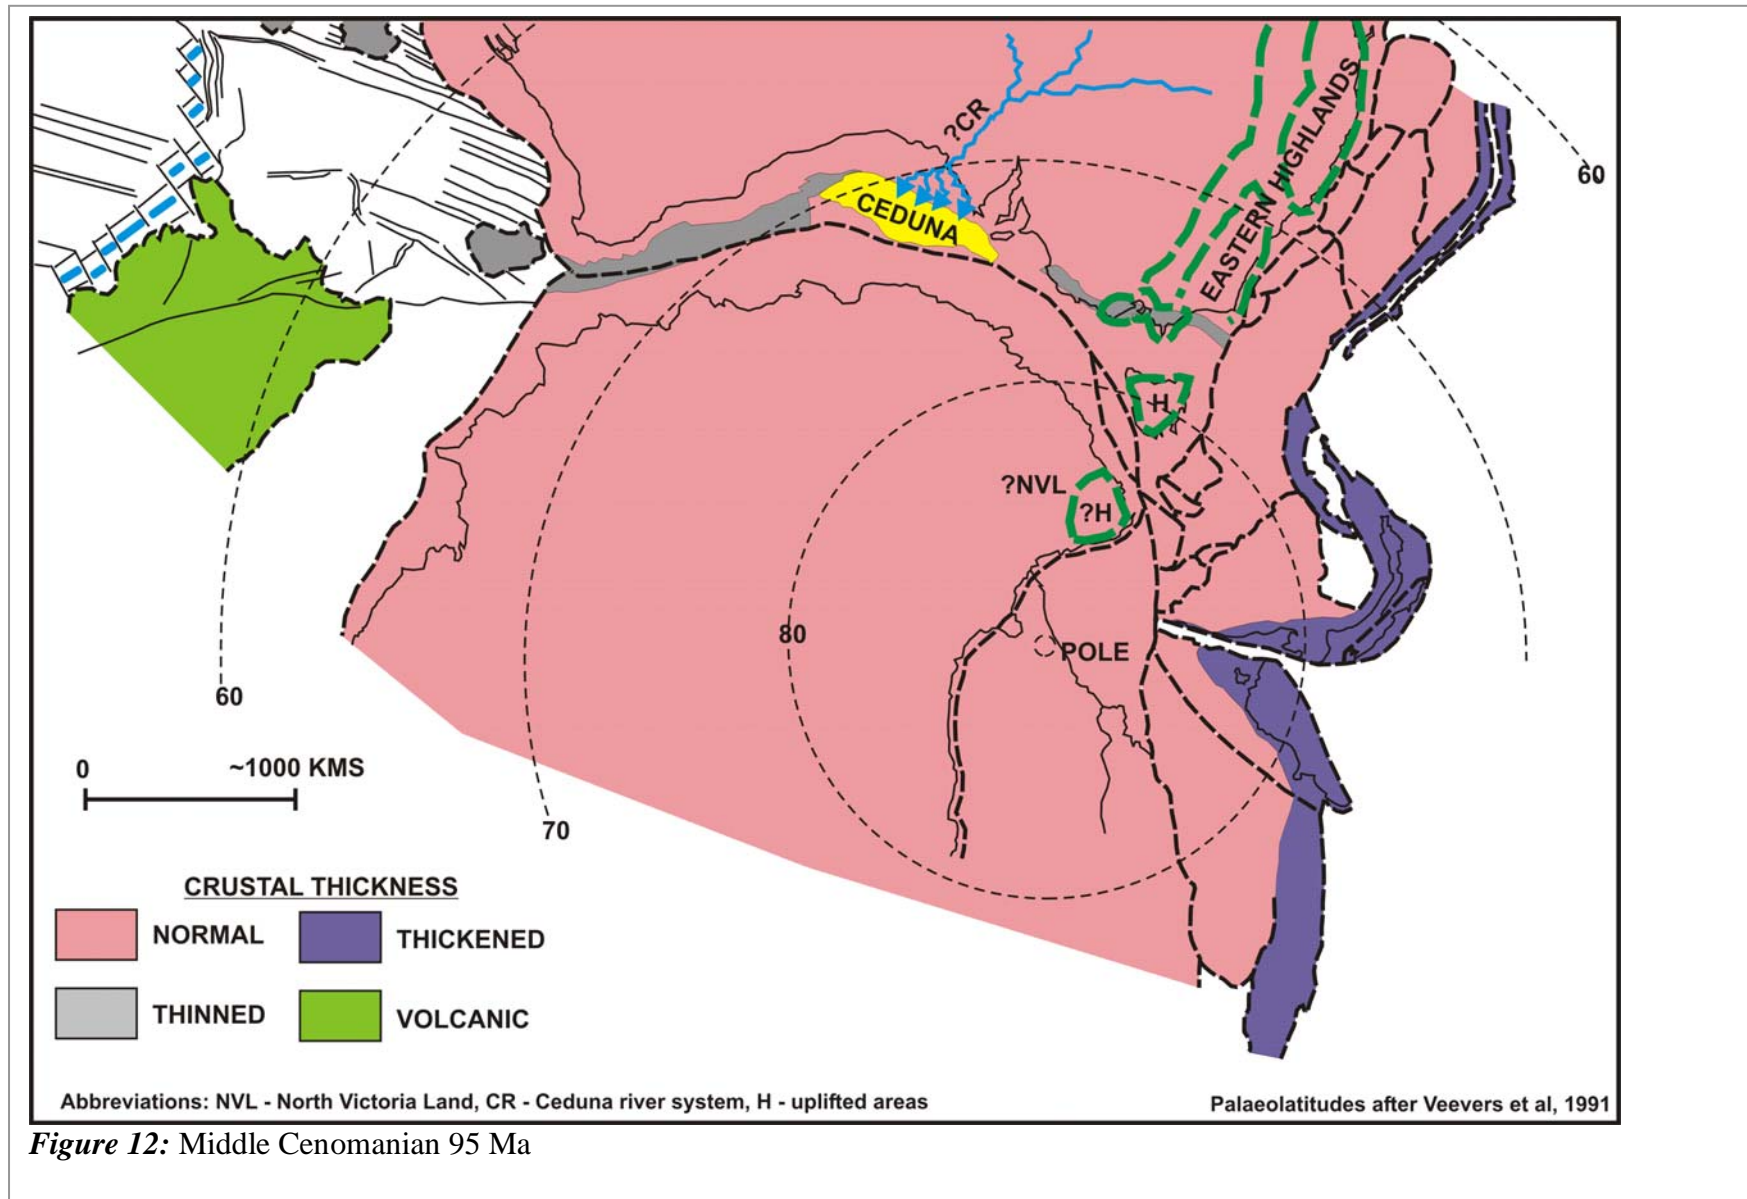 ?CR
EASTERN HIGHLANDS
60
CEDUNA
H
?NVL
?H
80
POLE
60
0 ~1000 KMS
70
CRUSTAL THICKNESS
NORMAL THICKENED
THINNED VOLCANIC
Abbreviations: NVL - North Victoria Land, CR - Ceduna river system, H - uplifted areas
Palaeolatitudes after Veevers et al, 1991
Figure 12: Middle Cenomanian 95 Ma